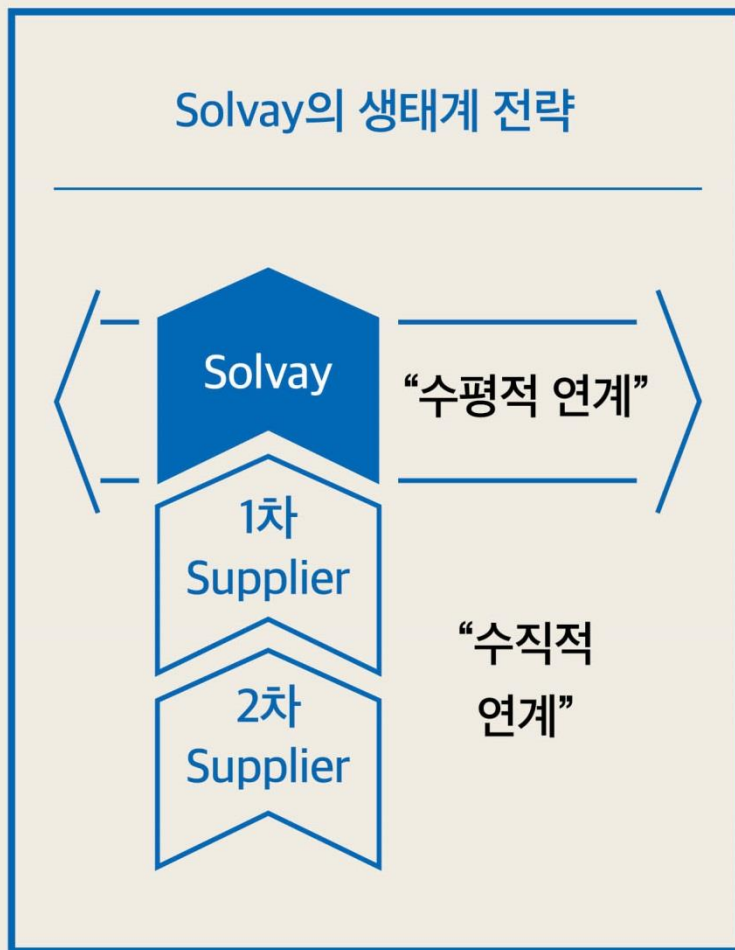 Solvay의 생태계 전략
Solvay
“수평적 연계”
1차
Supplier
“수직적
연계”
2차
Supplier